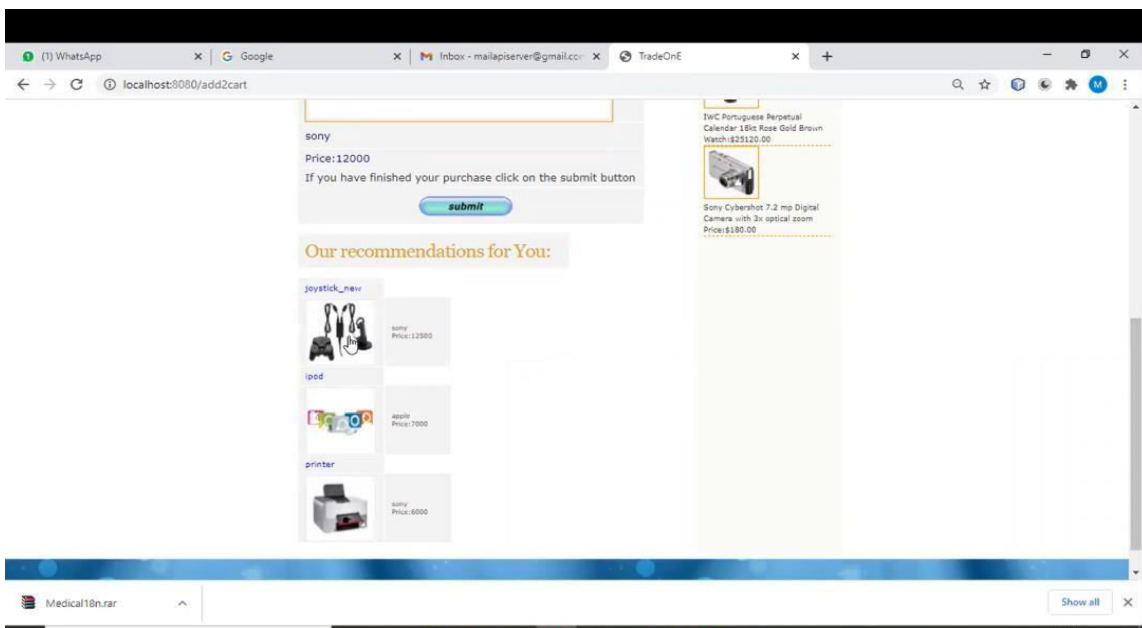 (1) WhatsApp
Google
Inbox - mailapiserver@gmail.com
TradeOnE
localhost:8080/add2cart
M
sony
Price:12000
If you have finished your purchase click on the submit button
submit
Our recommendations for You:
joystick_new
sony
Price:12500
ipod
apple
Price:7000
printer
sony
Price:6000
IWC Portuguese Perpetual
Calendar 18kt Rose Gold Brown
Watch:$25120.00
Sony Cybershot 7.2 mp Digital
Camera with 3x optical zoom
Price:$180.00
Medical18n.rar
Show all